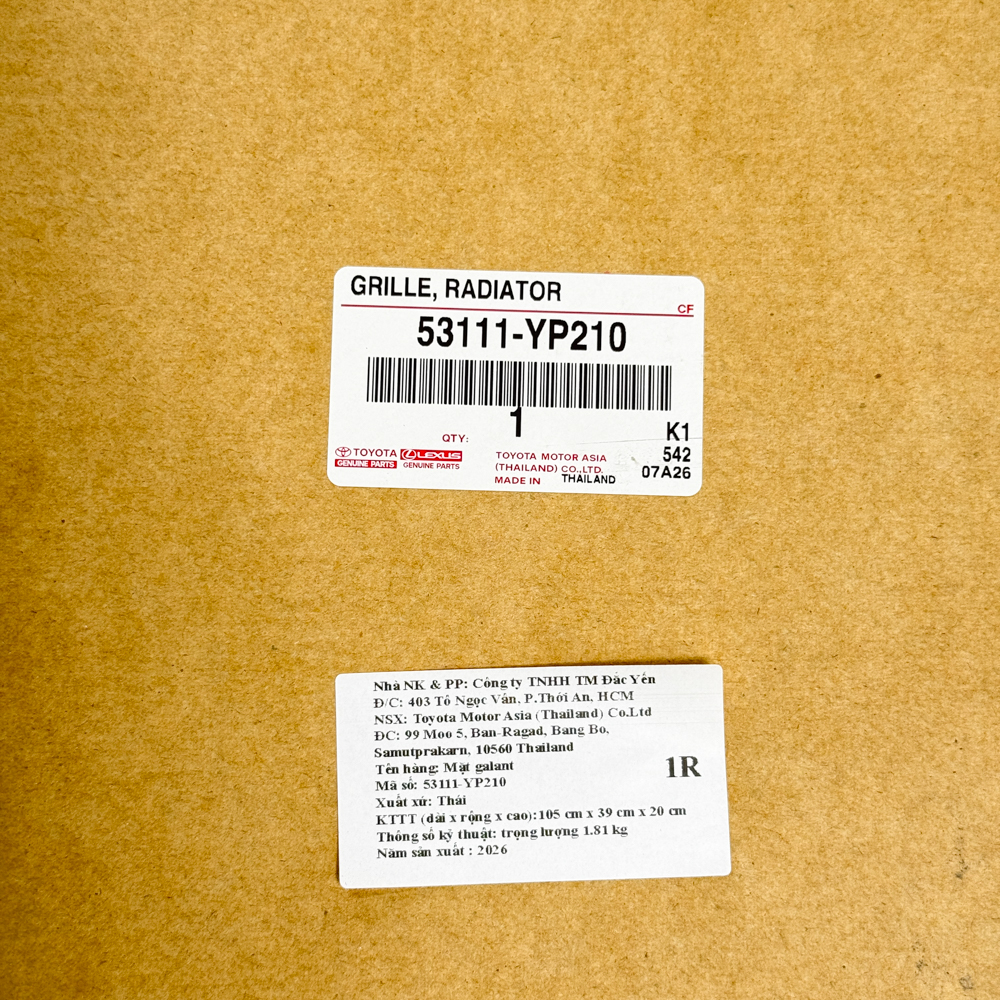 GRILLE, RADIATOR
CF
53111-YP210
1
QTY:
K1
542
07A26
TOYOTA
GENUINE PARTS
LEXUS
GENUINE PARTS
TOYOTA MOTOR ASIA
(THAILAND) CO.,LTD.
MADE IN THAILAND
Nhà NK & PP: Công ty TNHH TM Đắc Yến
Đ/C: 403 Tô Ngọc Vân, P.Thới An, HCM
NSX: Toyota Motor Asia (Thailand) Co.Ltd
ĐC: 99 Moo 5, Ban-Ragad, Bang Bo,
Samutprakarn, 10560 Thailand
Tên hàng: Mặt galant
Mã số: 53111-YP210
Xuất xứ: Thái
KTTT (dài x rộng x cao):105 cm x 39 cm x 20 cm
Thông số kỹ thuật: trọng lượng 1.81 kg
Năm sản xuất : 2026
1R